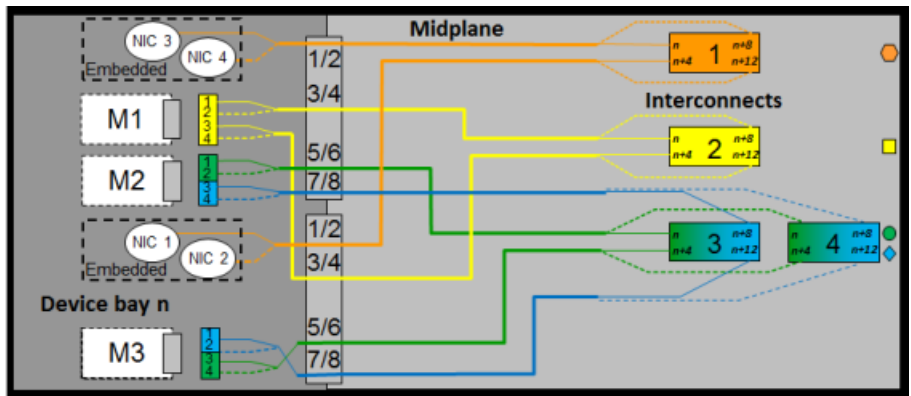 Midplane
NIC 3
NIC 4
Embedded
1/2
3/4
5/6
7/8
M1
1
2
3
4
M2
1
2
3
4
NIC 1
NIC 2
Embedded
1/2
3/4
5/6
7/8
Device bay n
M3
1
2
3
4
n
n+4
1
n+8
n+12
Interconnects
n
n+4
2
n+8
n+12
n
n+4
3
n+8
n+12
n
n+4
4
n+8
n+12